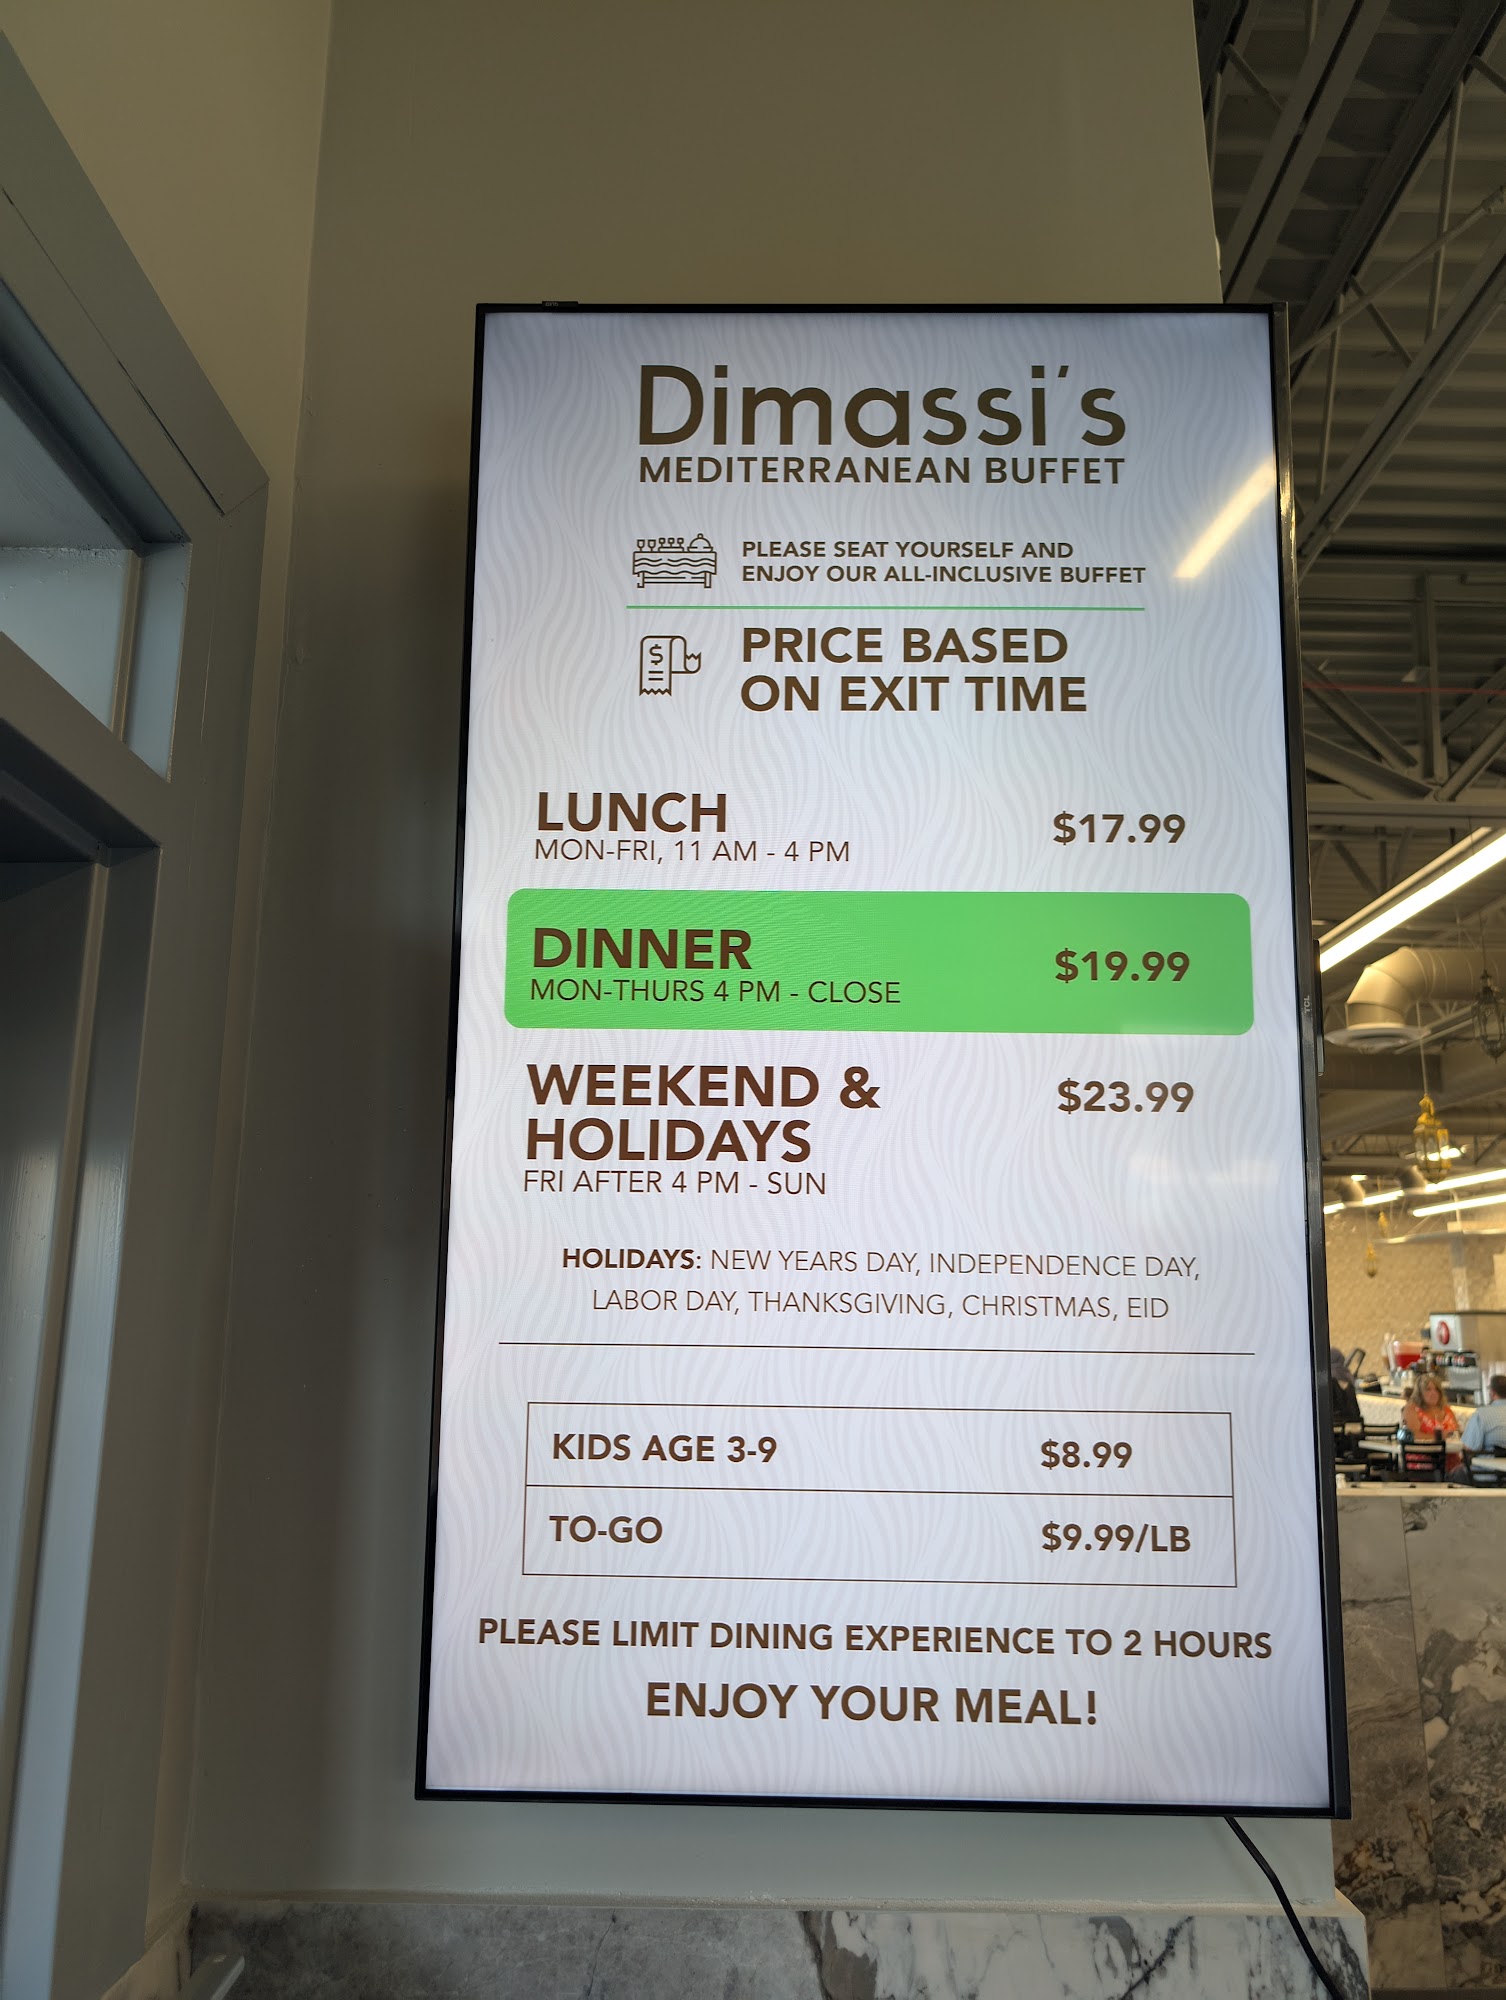 Dimassi's
MEDITERRANEAN BUFFET
PLEASE SEAT YOURSELF AND
ENJOY OUR ALL-INCLUSIVE BUFFET
$
PRICE BASED
ON EXIT TIME
LUNCH
MON-FRI, 11 AM - 4 PM
$17.99
DINNER
MON-THURS 4 PM - CLOSE
$19.99
WEEKEND &
HOLIDAYS
FRI AFTER 4 PM - SUN
$23.99
HOLIDAYS: NEW YEARS DAY, INDEPENDENCE DAY,
LABOR DAY, THANKSGIVING, CHRISTMAS, EID
KIDS AGE 3-9 $8.99
TO-GO $9.99/LB
PLEASE LIMIT DINING EXPERIENCE TO 2 HOURS
ENJOY YOUR MEAL!
TCL